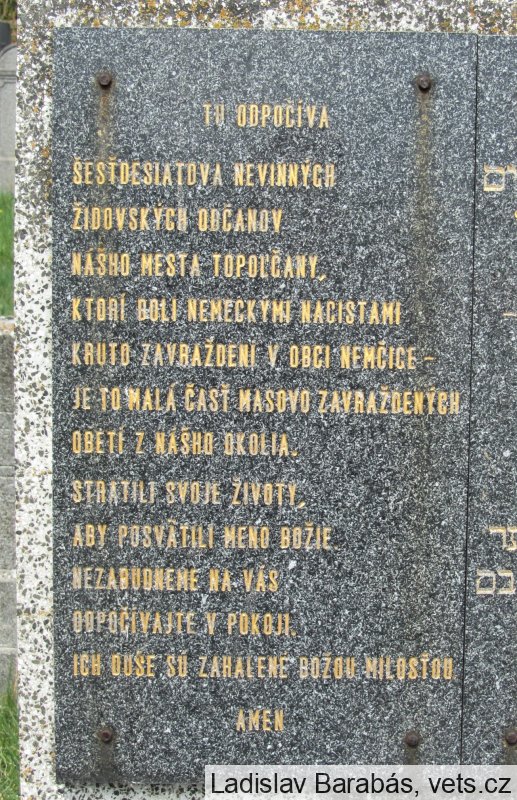 TU ODPOČÍVA
ŠESŤDESIATDVA NEVINNÝCH
ŽIDOVSKÝCH OBČANOV
NÁŠHO MESTA TOPOĽČANY,
KTORÍ BOLI NEMECKÝMI NACISTAMI
KRUTO ZAVRAŽDENÍ V OBCI NEMČICE –
JE TO MALÁ ČASŤ MASOVO ZAVRAŽDENÝCH
OBETÍ Z NÁŠHO OKOLIA.
STRATILI SVOJE ŽIVOTY,
ABY POSVÄTILI MENO BOŽIE.
NEZABUDNEME NA VÁS
ODPOČÍVAJTE V POKOJI.
ICH DUŠE SÚ ZAHALENÉ BOŽOU MILOSŤOU
AMEN
Ladislav Barabás, vets.cz